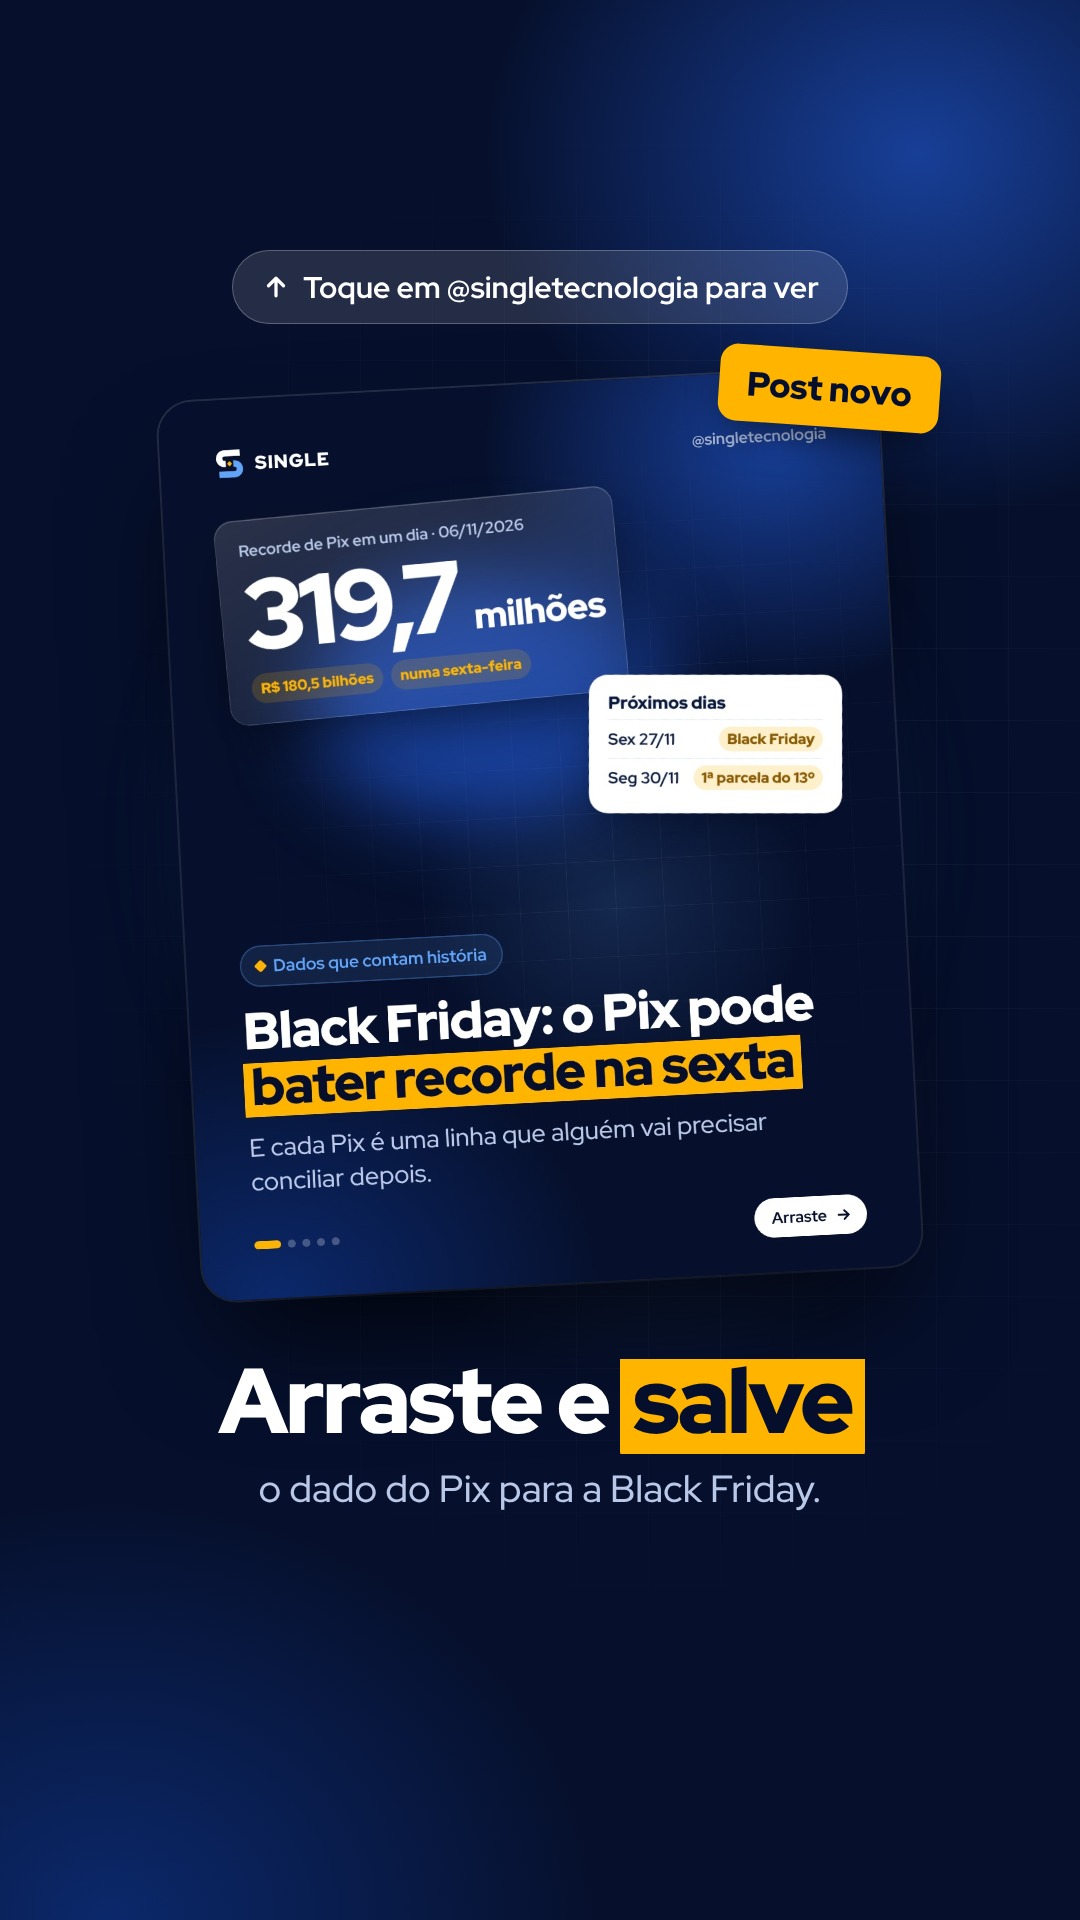 ↑ Toque em @singletecnologia para ver
Post novo
SINGLE
@singletecnologia
Recorde de Pix em um dia · 06/11/2026
319,7 milhões
R$ 180,5 bilhões
numa sexta-feira
Próximos dias
Sex 27/11 Black Friday
Seg 30/11 1ª parcela do 13º
Dados que contam história
Black Friday: o Pix pode
bater recorde na sexta
E cada Pix é uma linha que alguém vai precisar
conciliar depois.
Arraste →
Arraste e salve
o dado do Pix para a Black Friday.